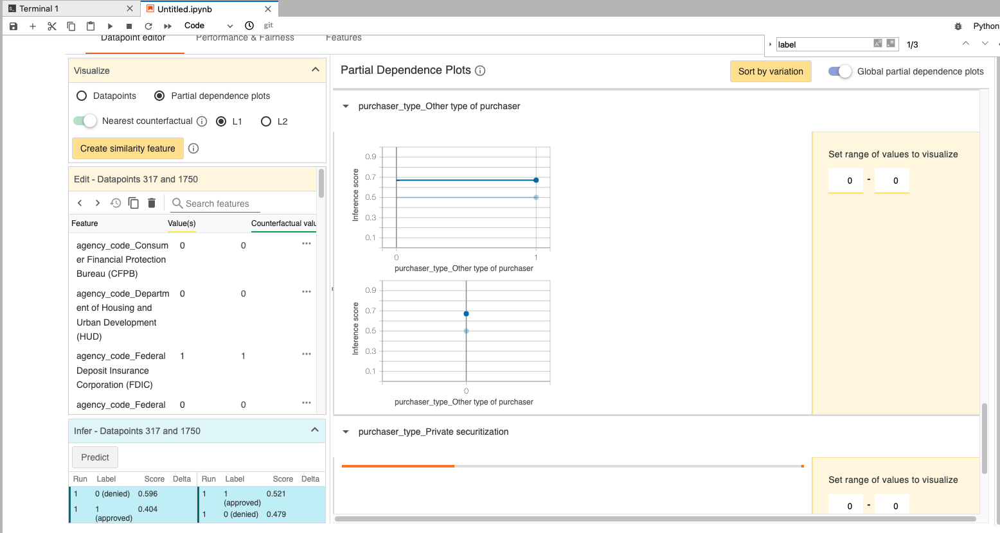 Terminal 1
Untitled.ipynb
Code
git
Python
Datapoint editor
Performance & Fairness
Features
label
1/3
Visualize
Datapoints
Partial dependence plots
Nearest counterfactual
L1
L2
Create similarity feature
Edit - Datapoints 317 and 1750
Search features
Feature Value(s) Counterfactual valu
agency_code_Consum 0 0
er Financial Protection
Bureau (CFPB)
agency_code_Departm 0 0
ent of Housing and
Urban Development
(HUD)
agency_code_Federal 1 1
Deposit Insurance
Corporation (FDIC)
agency_code_Federal 0 0
Infer - Datapoints 317 and 1750
Predict
Run Label Score Delta Run Label Score Delta
1 0 (denied) 0.596
1 1 0.404
(approved)
1 1 0.521
(approved)
1 0 (denied) 0.479
Partial Dependence Plots
Sort by variation
Global partial dependence plots
purchaser_type_Other type of purchaser
Inference score
0.9
0.7
0.5
0.3
0.1
0 1
purchaser_type_Other type of purchaser
Inference score
0.9
0.7
0.5
0.3
0.1
0
purchaser_type_Other type of purchaser
Set range of values to visualize
0 - 0
purchaser_type_Private securitization
Set range of values to visualize
0 - 0